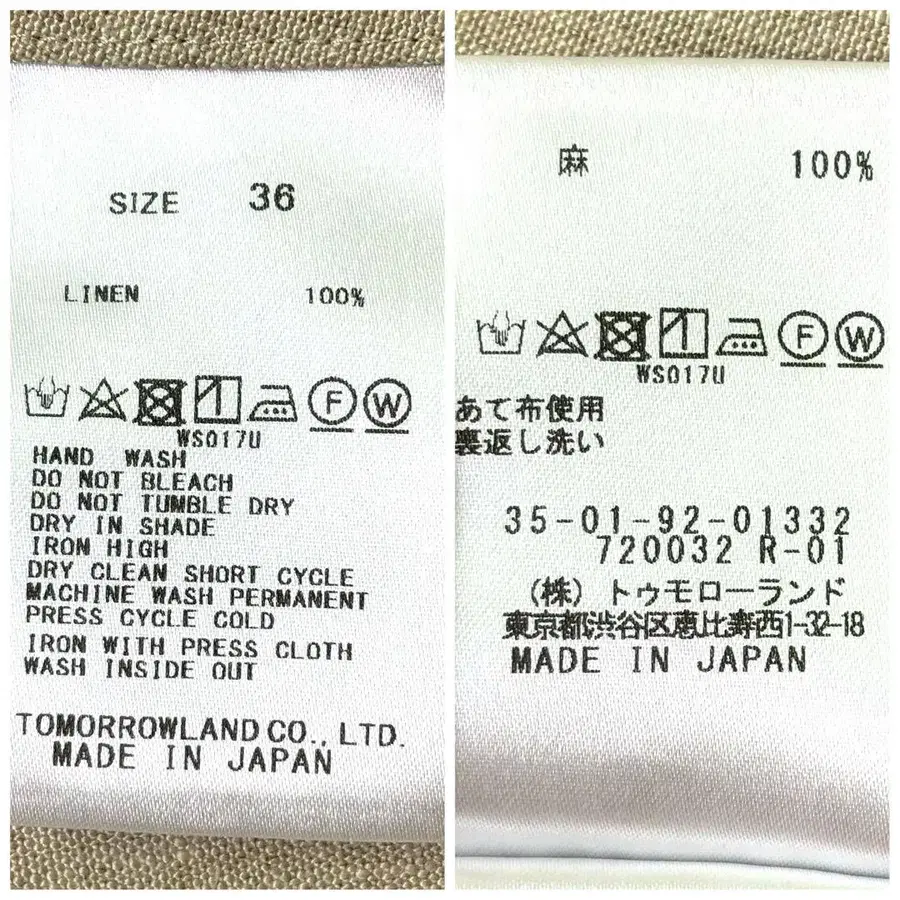 SIZE 36
LINEN 100%
F W
WS017U
HAND WASH
DO NOT BLEACH
DO NOT TUMBLE DRY
DRY IN SHADE
IRON HIGH
DRY CLEAN SHORT CYCLE
MACHINE WASH PERMANENT
PRESS CYCLE COLD
IRON WITH PRESS CLOTH
WASH INSIDE OUT
TOMORROWLAND CO., LTD.
MADE IN JAPAN
麻 100%
F W
WS017U
あて布使用
裏返し洗い
35-01-92-01332
720032 R-01
(株) トゥモローランド
東京都渋谷区恵比寿西1-32-18
MADE IN JAPAN